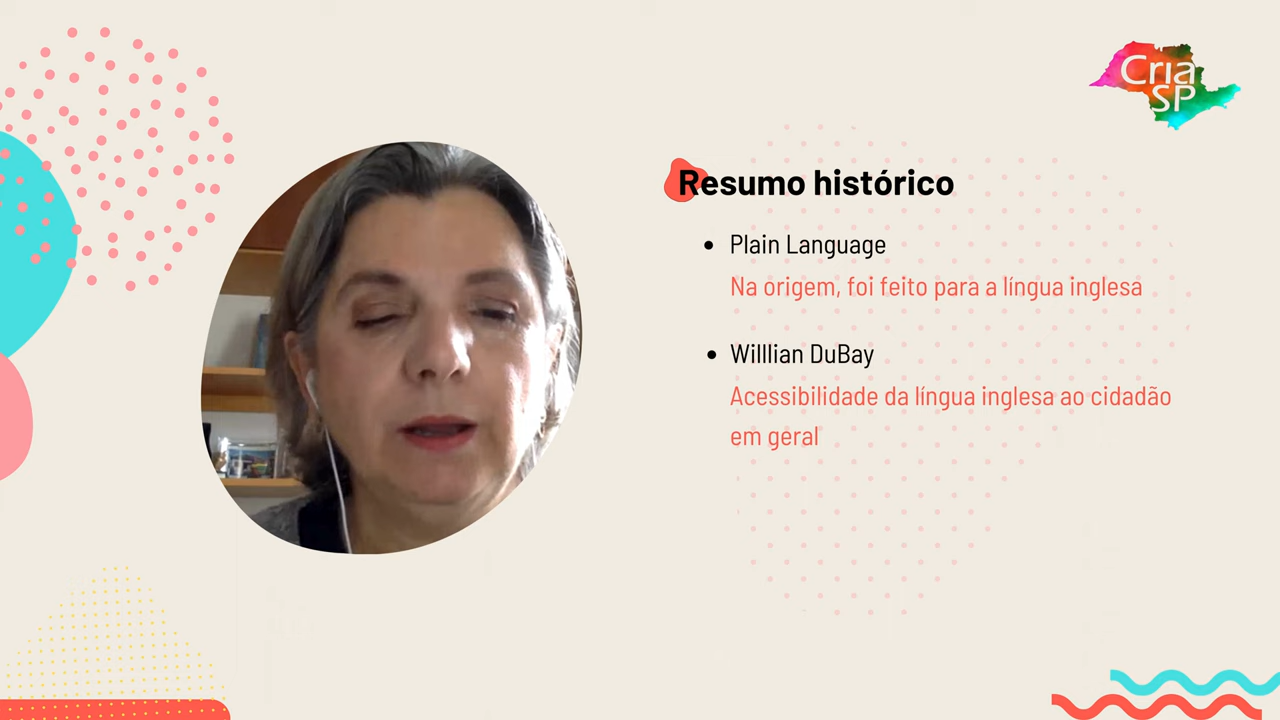 Cria
SP
Resumo histórico
• Plain Language
Na origem, foi feito para a língua inglesa
• Willlian DuBay
Acessibilidade da língua inglesa ao cidadão
em geral